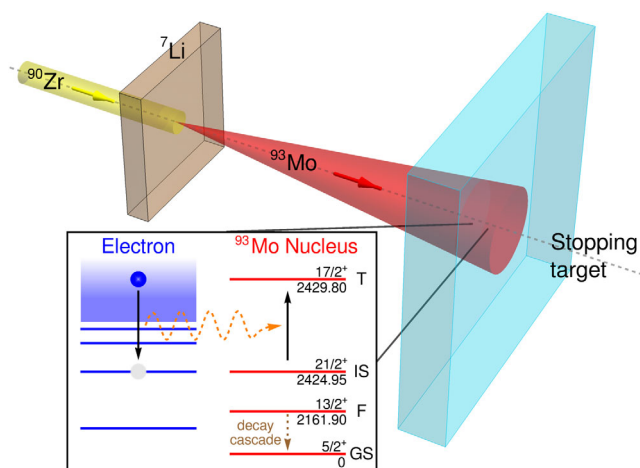 ⁷Li
⁹⁰Zr
⁹³Mo
Stopping
target
Electron
⁹³Mo Nucleus
17/2⁺
T
2429.80
21/2⁺
IS
2424.95
13/2⁺
F
2161.90
decay
cascade
5/2⁺
GS
0